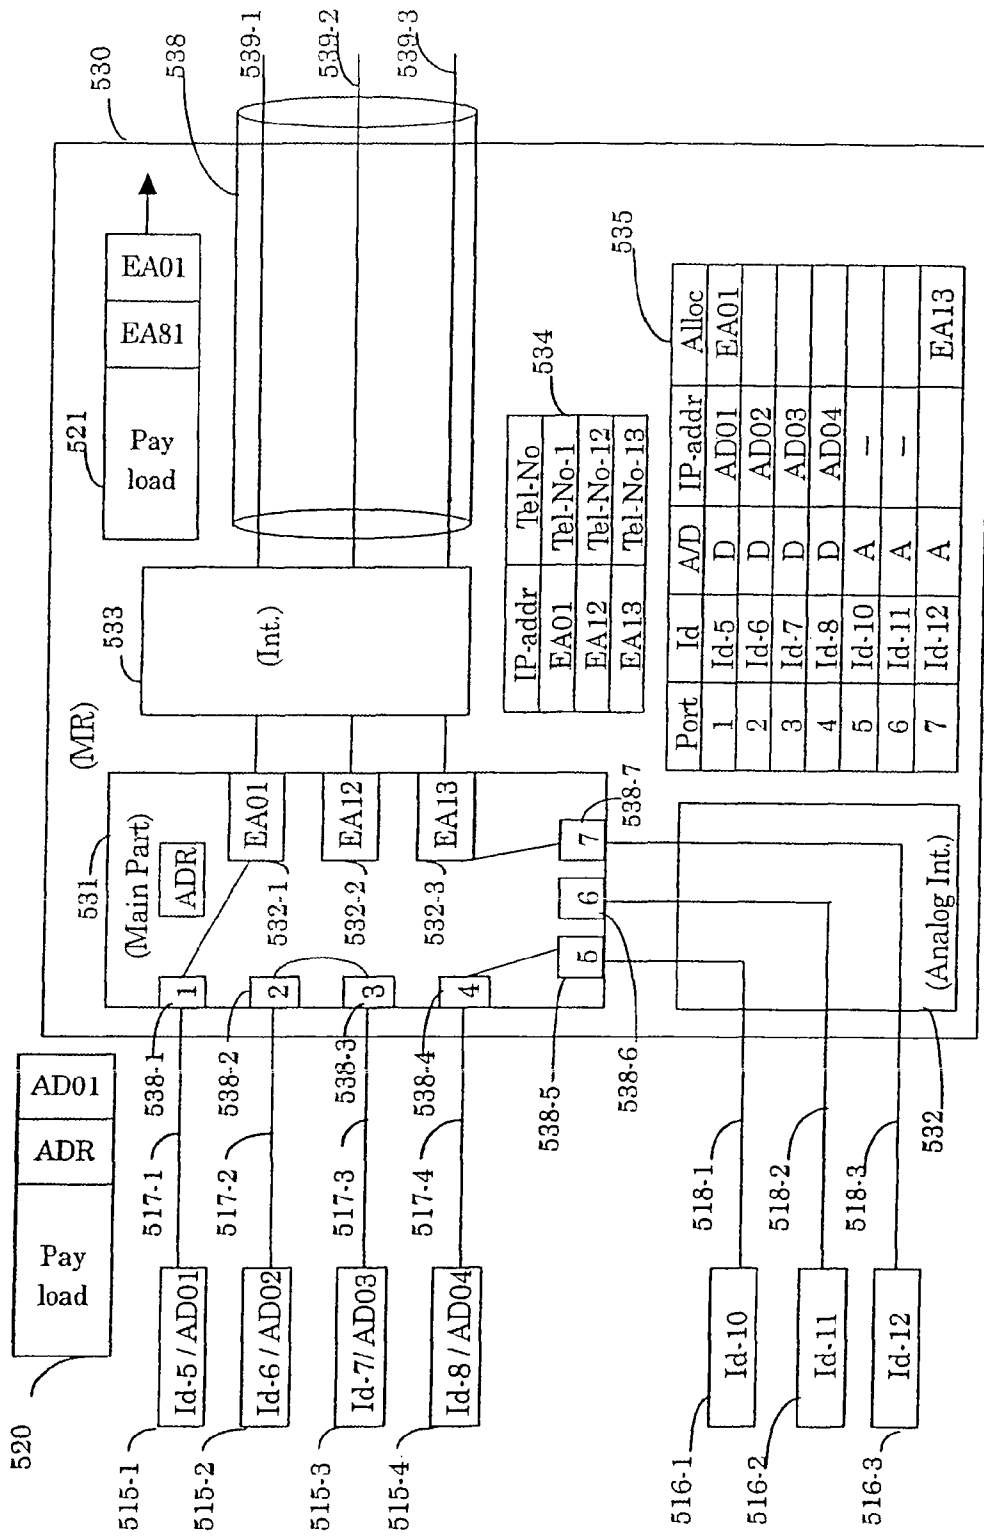 520
Pay load
ADR
AD01
521
Pay load
EA81
EA01
530
538
539-1
539-2
539-3
(MR)
531
(Main Part)
ADR
533
(Int.)
515-1
Id-5 / AD01
517-1
538-1
1
EA01
532-1
515-2
Id-6 / AD02
517-2
538-2
2
EA12
532-2
515-3
Id-7/ AD03
517-3
538-3
3
EA13
532-3
515-4
Id-8 / AD04
517-4
538-4
4
5
6
7
538-5
538-6
538-7
534
IP-addr Tel-No
EA01 Tel-No-1
EA12 Tel-No-12
EA13 Tel-No-13
535
Port Id A/D IP-addr Alloc
1 Id-5 D AD01 EA01
2 Id-6 D AD02
3 Id-7 D AD03
4 Id-8 D AD04
5 Id-10 A –
6 Id-11 A –
7 Id-12 A EA13
516-1
Id-10
518-1
516-2
Id-11
518-2
516-3
Id-12
518-3
532
(Analog Int.)